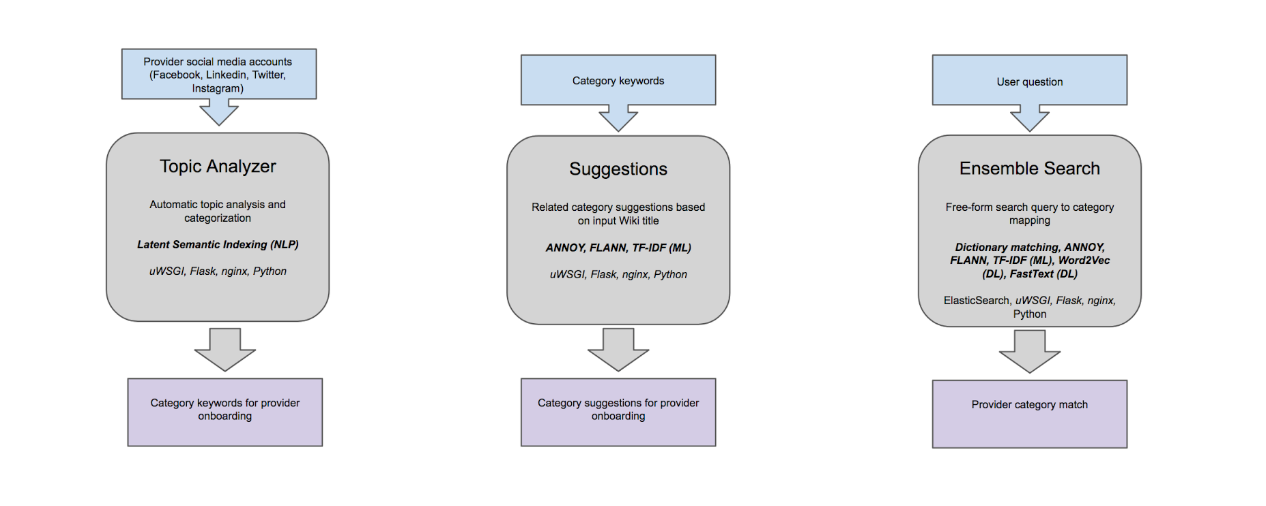 Provider social media accounts
(Facebook, Linkedin, Twitter,
Instagram)
Topic Analyzer
Automatic topic analysis and
categorization
Latent Semantic Indexing (NLP)
uWSGI, Flask, nginx, Python
Category keywords for provider
onboarding
Category keywords
Suggestions
Related category suggestions based
on input Wiki title
ANNOY, FLANN, TF-IDF (ML)
uWSGI, Flask, nginx, Python
Category suggestions for provider
onboarding
User question
Ensemble Search
Free-form search query to category
mapping
Dictionary matching, ANNOY,
FLANN, TF-IDF (ML), Word2Vec
(DL), FastText (DL)
ElasticSearch, uWSGI, Flask, nginx,
Python
Provider category match